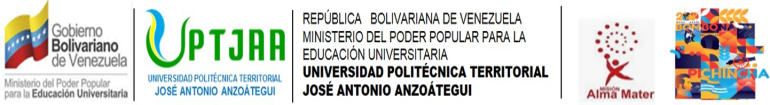 Gobierno
Bolivariano
de Venezuela
Ministerio del Poder Popular
para la Educación Universitaria
UPTJAA
UNIVERSIDAD POLITÉCNICA TERRITORIAL
JOSÉ ANTONIO ANZOÁTEGUI
REPÚBLICA BOLIVARIANA DE VENEZUELA
MINISTERIO DEL PODER POPULAR PARA LA
EDUCACIÓN UNIVERSITARIA
UNIVERSIDAD POLITÉCNICA TERRITORIAL
JOSÉ ANTONIO ANZOÁTEGUI
MISIÓN
Alma Mater
BOMBONÁ
PICHINCHA